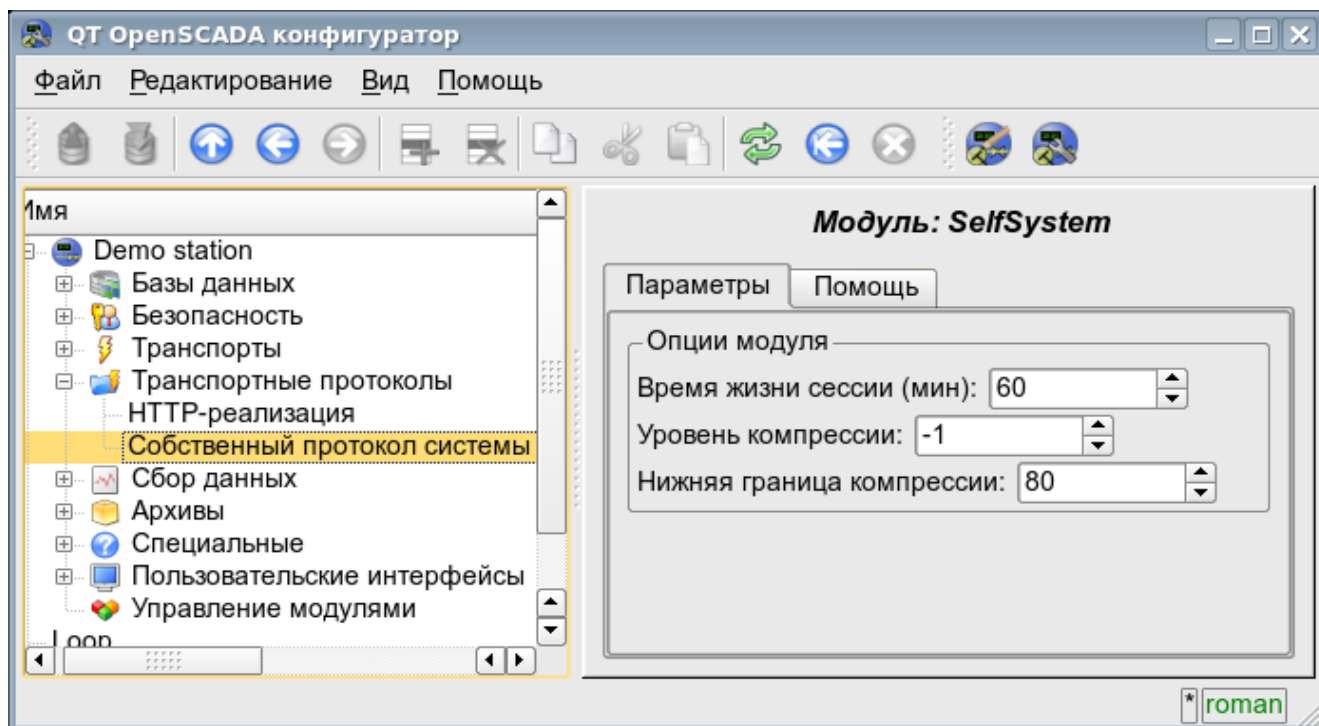 QT OpenSCADA конфигуратор
Файл Редактирование Вид Помощь
Имя
Demo station
Базы данных
Безопасность
Транспорты
Транспортные протоколы
HTTP-реализация
Собственный протокол системы
Сбор данных
Архивы
Специальные
Пользовательские интерфейсы
Управление модулями
Loop
Модуль: SelfSystem
Параметры Помощь
Опции модуля
Время жизни сессии (мин): 60
Уровень компрессии: -1
Нижняя граница компрессии: 80
* roman